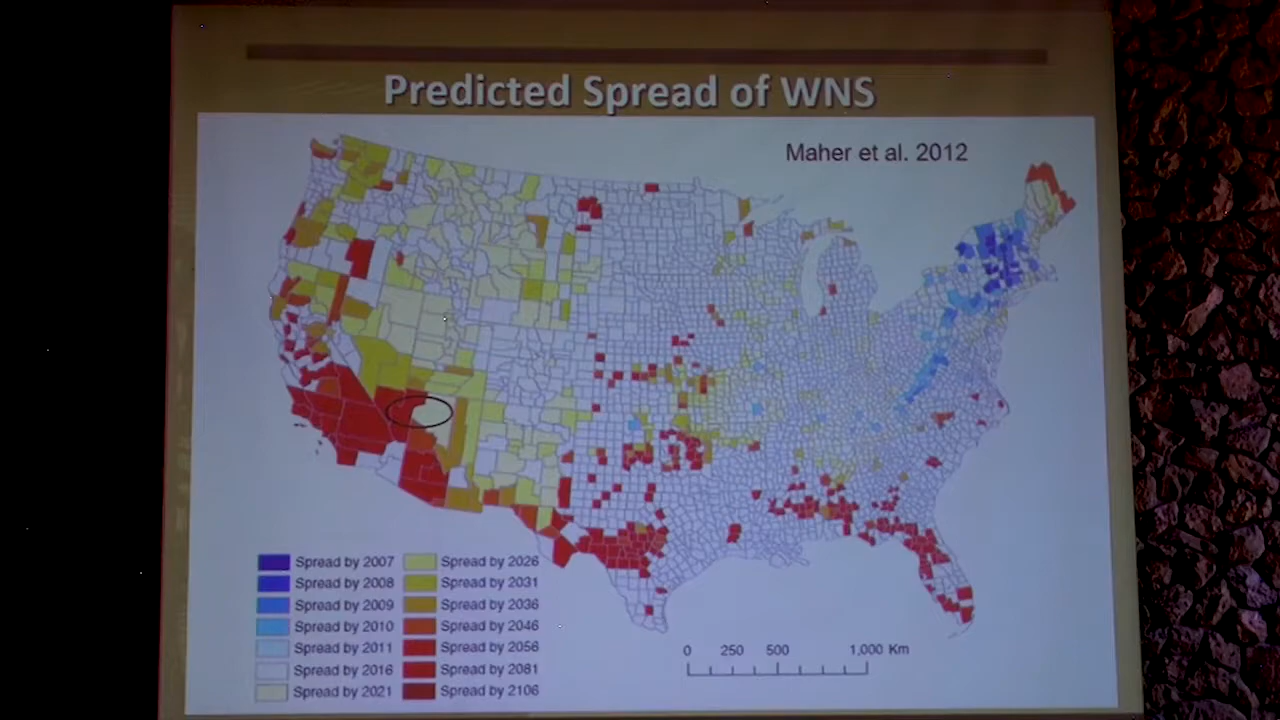 Predicted Spread of WNS
Maher et al. 2012
Spread by 2007
Spread by 2008
Spread by 2009
Spread by 2010
Spread by 2011
Spread by 2016
Spread by 2021
Spread by 2026
Spread by 2031
Spread by 2036
Spread by 2046
Spread by 2056
Spread by 2081
Spread by 2106
0 250 500 1,000 Km